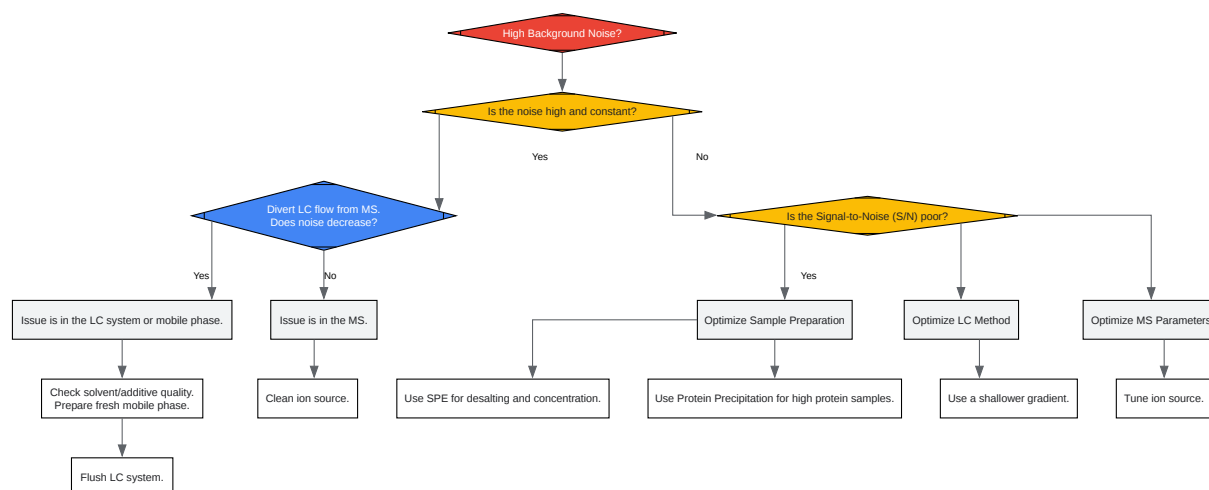 High Background Noise?
Is the noise high and constant?
Yes
No
Divert LC flow from MS.
Does noise decrease?
Is the Signal-to-Noise (S/N) poor?
Yes
No
Yes
Issue is in the LC system or mobile phase.
Issue is in the MS.
Optimize Sample Preparation
Optimize LC Method
Optimize MS Parameters
Check solvent/additive quality.
Prepare fresh mobile phase.
Clean ion source.
Use SPE for desalting and concentration.
Use Protein Precipitation for high protein samples.
Use a shallower gradient.
Tune ion source.
Flush LC system.